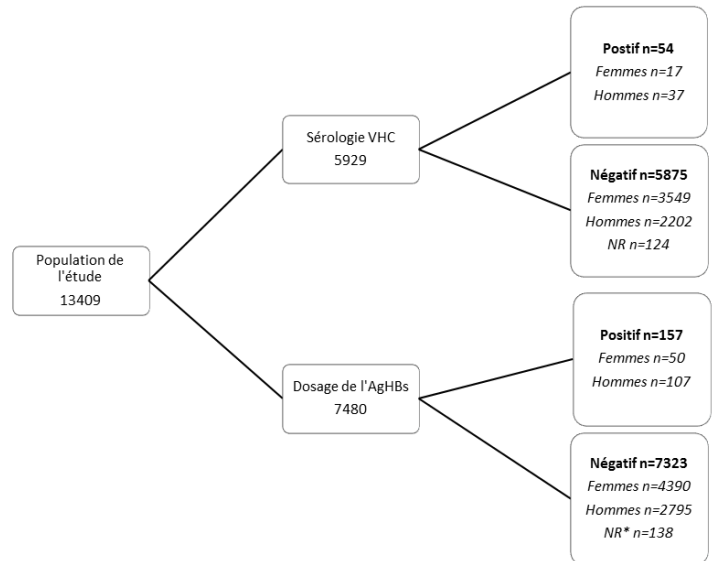 Population de
l'étude
13409
Sérologie VHC
5929
Postif n=54
Femmes n=17
Hommes n=37
Négatif n=5875
Femmes n=3549
Hommes n=2202
NR n=124
Dosage de l'AgHBs
7480
Positif n=157
Femmes n=50
Hommes n=107
Négatif n=7323
Femmes n=4390
Hommes n=2795
NR* n=138